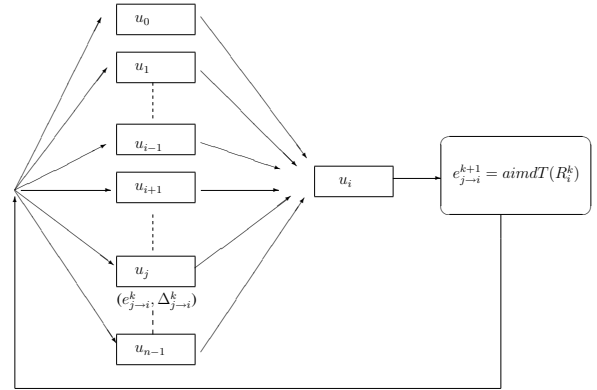 u_0
u_1
u_{i-1}
u_{i+1}
u_i
e^{k+1}_{j→i} = aimdT(R^k_i)
u_j
(e^k_{j→i}, Δ^k_{j→i})
u_{n-1}